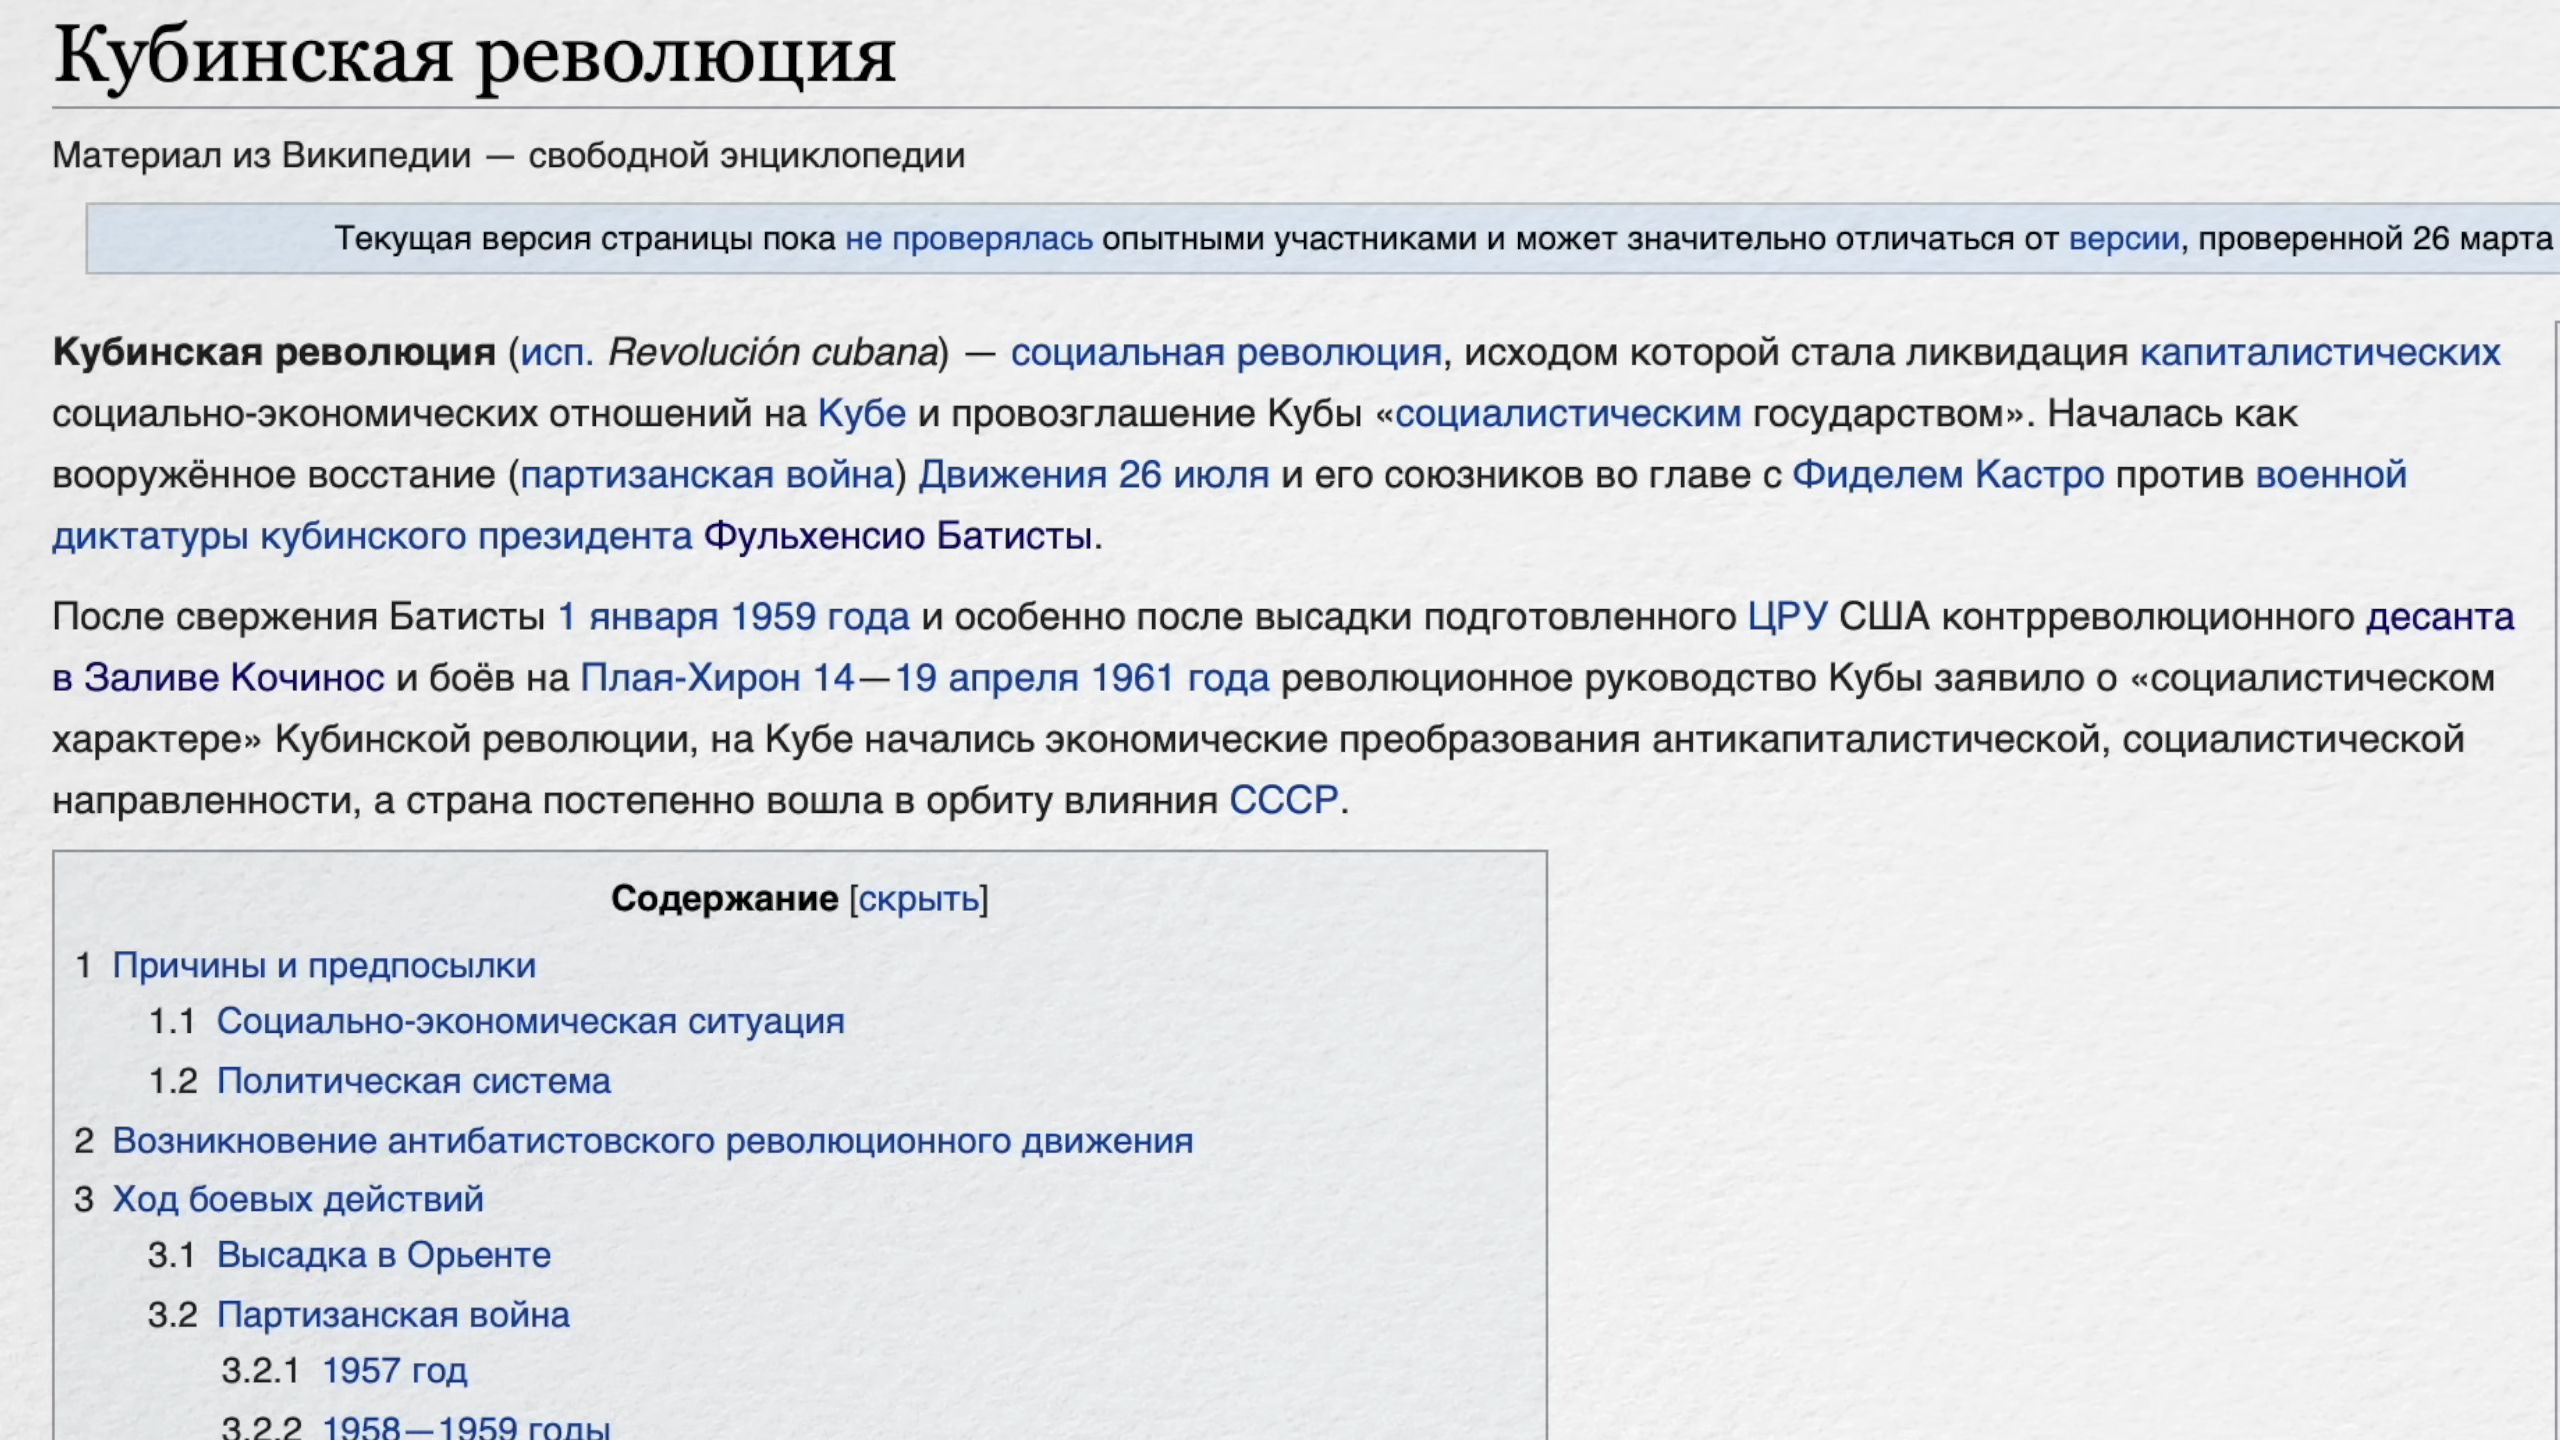 Кубинская революция
Материал из Википедии — свободной энциклопедии
Текущая версия страницы пока не проверялась опытными участниками и может значительно отличаться от версии, проверенной 26 марта
Кубинская революция (исп. Revolución cubana) — социальная революция, исходом которой стала ликвидация капиталистических
социально-экономических отношений на Кубе и провозглашение Кубы «социалистическим государством». Началась как
вооружённое восстание (партизанская война) Движения 26 июля и его союзников во главе с Фиделем Кастро против военной
диктатуры кубинского президента Фульхенсио Батисты.
После свержения Батисты 1 января 1959 года и особенно после высадки подготовленного ЦРУ США контрреволюционного десанта
в Заливе Кочинос и боёв на Плая-Хирон 14—19 апреля 1961 года революционное руководство Кубы заявило о «социалистическом
характере» Кубинской революции, на Кубе начались экономические преобразования антикапиталистической, социалистической
направленности, а страна постепенно вошла в орбиту влияния СССР.
Содержание [скрыть]
1 Причины и предпосылки
1.1 Социально-экономическая ситуация
1.2 Политическая система
2 Возникновение антибатистовского революционного движения
3 Ход боевых действий
3.1 Высадка в Орьенте
3.2 Партизанская война
3.2.1 1957 год
3.2.2 1958—1959 годы